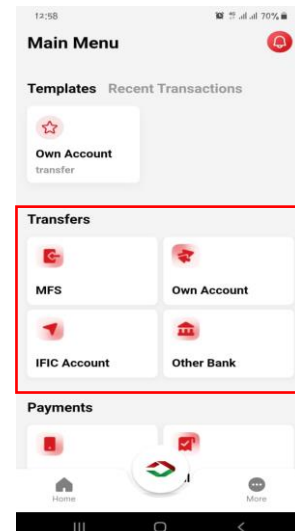 12:58 70%
Main Menu
Templates Recent Transactions
Own Account
transfer
Transfers
MFS Own Account
IFIC Account Other Bank
Payments
Home More